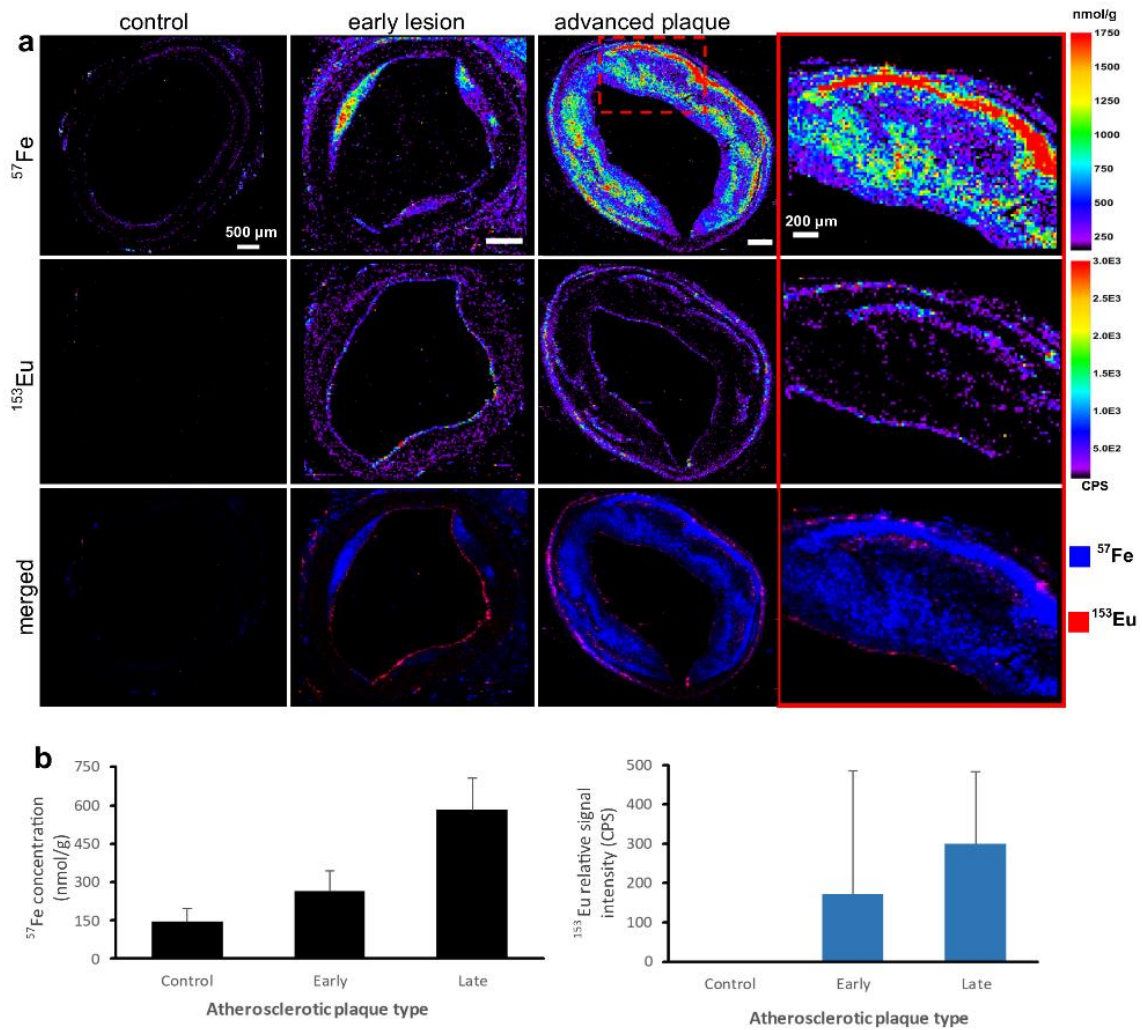 control
early lesion
advanced plaque
a
nmol/g
⁵⁷Fe
1750
1500
1250
1000
750
500
250
500 µm
200 µm
¹⁵³Eu
3.0E3
2.5E3
2.0E3
1.5E3
1.0E3
5.0E2
CPS
merged
⁵⁷Fe
¹⁵³Eu
b
⁵⁷Fe concentration
(nmol/g)
750
600
450
300
150
0
Control
Early
Late
Atherosclerotic plaque type
¹⁵³ Eu relative signal
intensity (CPS)
500
400
300
200
100
0
Control
Early
Late
Atherosclerotic plaque type